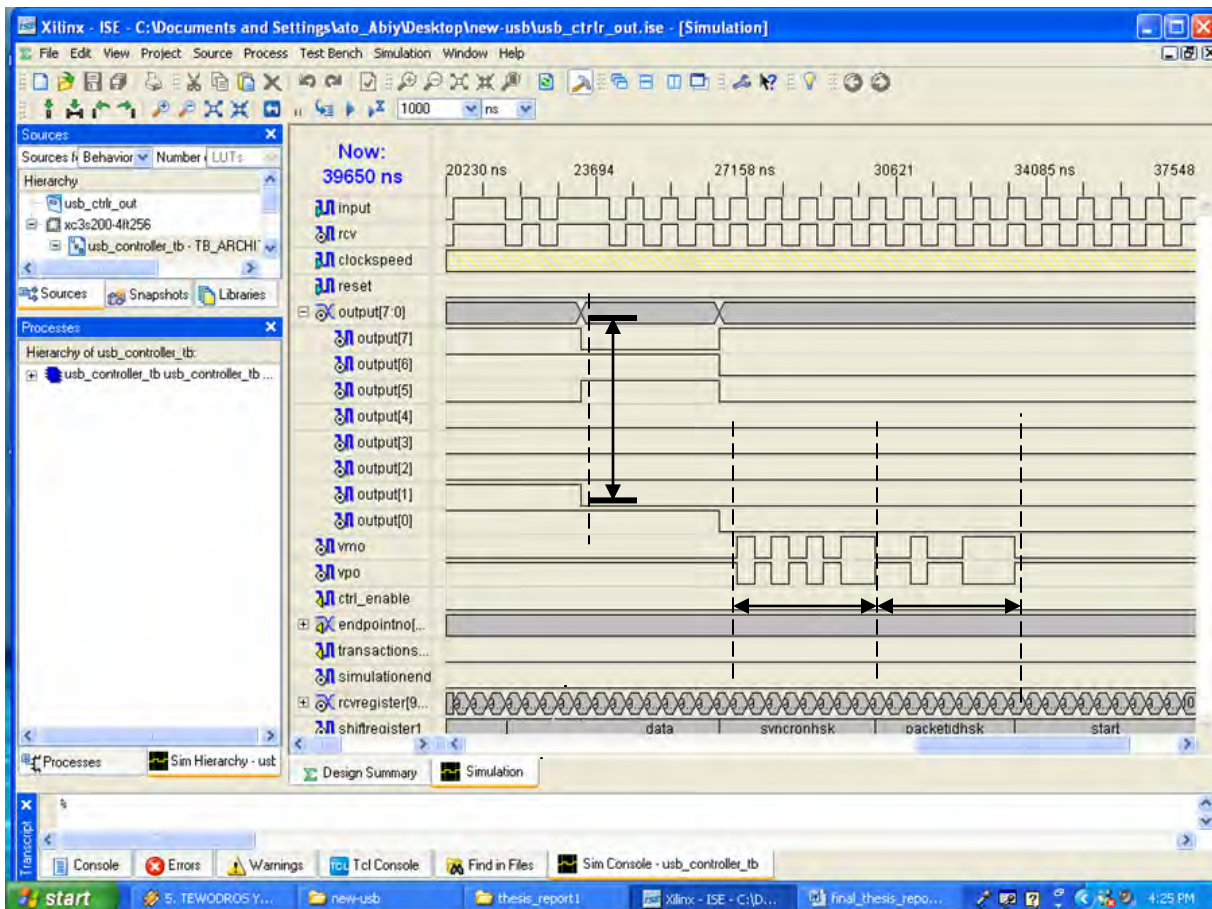 Xilinx - ISE - C:\Documents and Settings\ato_Abiy\Desktop\new-usb\usb_ctrlr_out.ise - [Simulation]
File Edit View Project Source Process Test Bench Simulation Window Help
1000 ns
Sources
Sources f Behavior Number LUTs
Hierarchy
usb_ctrlr_out
xc3s200-4ft256
usb_controller_tb - TB_ARCHI
Sources Snapshots Libraries
Processes
Hierarchy of usb_controller_tb:
usb_controller_tb usb_controller_tb ...
Processes Sim Hierarchy - usb
Now:
39650 ns
20230 ns 23694 27158 ns 30621 34085 ns 37548
input
rcv
clockspeed
reset
output[7:0]
output[7]
output[6]
output[5]
output[4]
output[3]
output[2]
output[1]
output[0]
vmo
vpo
ctrl_enable
endpointno[...
transactions...
simulationend
rcvregister[9...
shiftregister1 data syncronhsk packetidhsk start
Design Summary Simulation
Transcript
%
Console Errors Warnings Tcl Console Find in Files Sim Console - usb_controller_tb
start 5. TEWODROS Y... new-usb thesis_report1 Xilinx - ISE - C:\D... final_thesis_repo... 4:25 PM